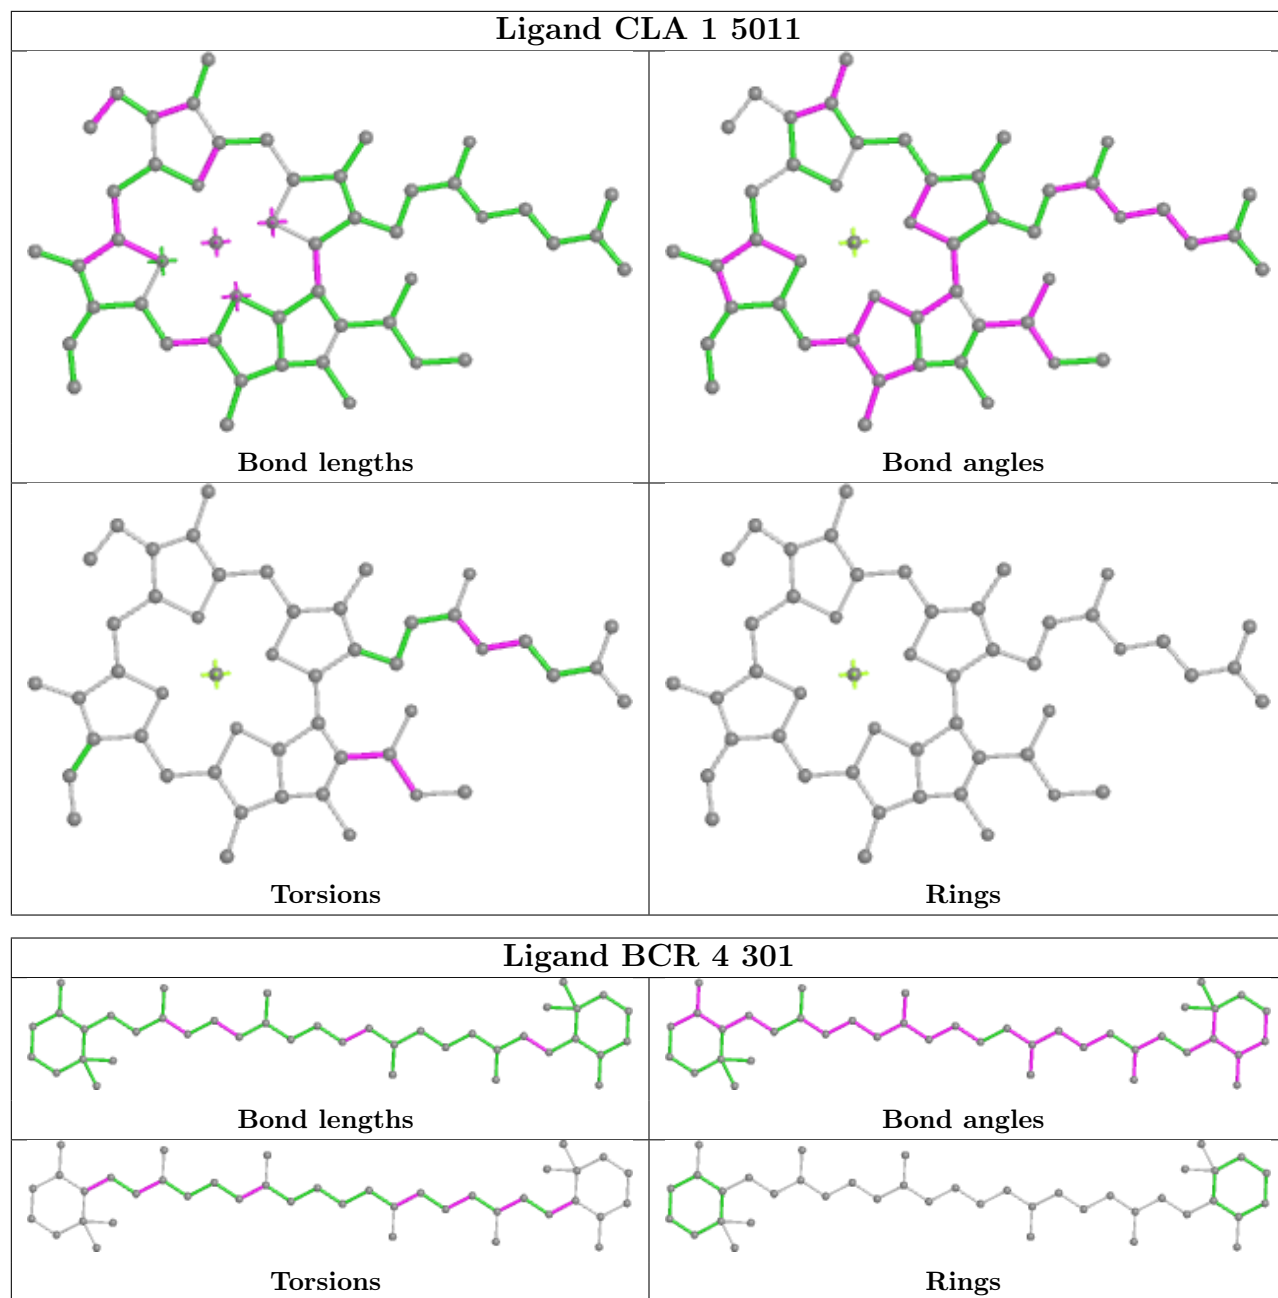 Ligand CLA 1 5011
Bond lengths
Bond angles
Torsions
Rings
Ligand BCR 4 301
Bond lengths
Bond angles
Torsions
Rings